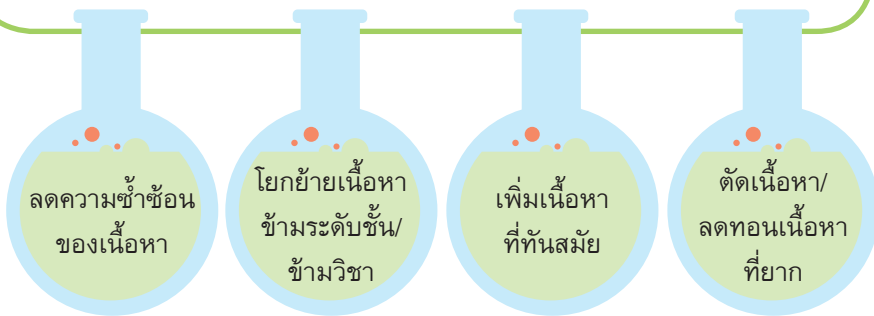 ลดความซ้ำซ้อน
ของเนื้อหา
โยกย้ายเนื้อหา
ข้ามระดับชั้น/
ข้ามวิชา
เพิ่มเนื้อหา
ที่ทันสมัย
ตัดเนื้อหา/
ลดทอนเนื้อหา
ที่ยาก